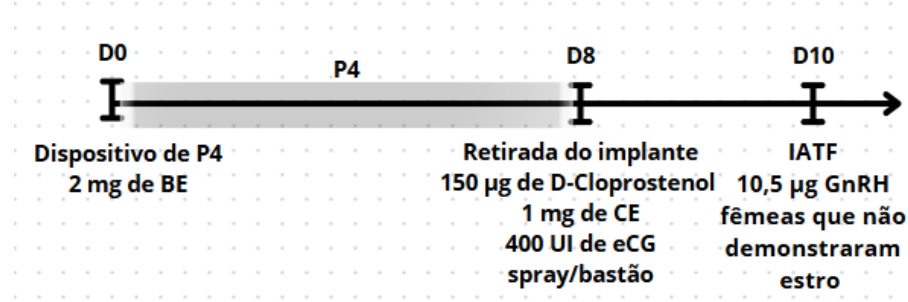 D0
P4
D8
D10
Dispositivo de P4
2 mg de BE
Retirada do implante
150 µg de D-Cloprostenol
1 mg de CE
400 UI de eCG
spray/bastão
IATF
10,5 µg GnRH
fêmeas que não
demonstraram
estro